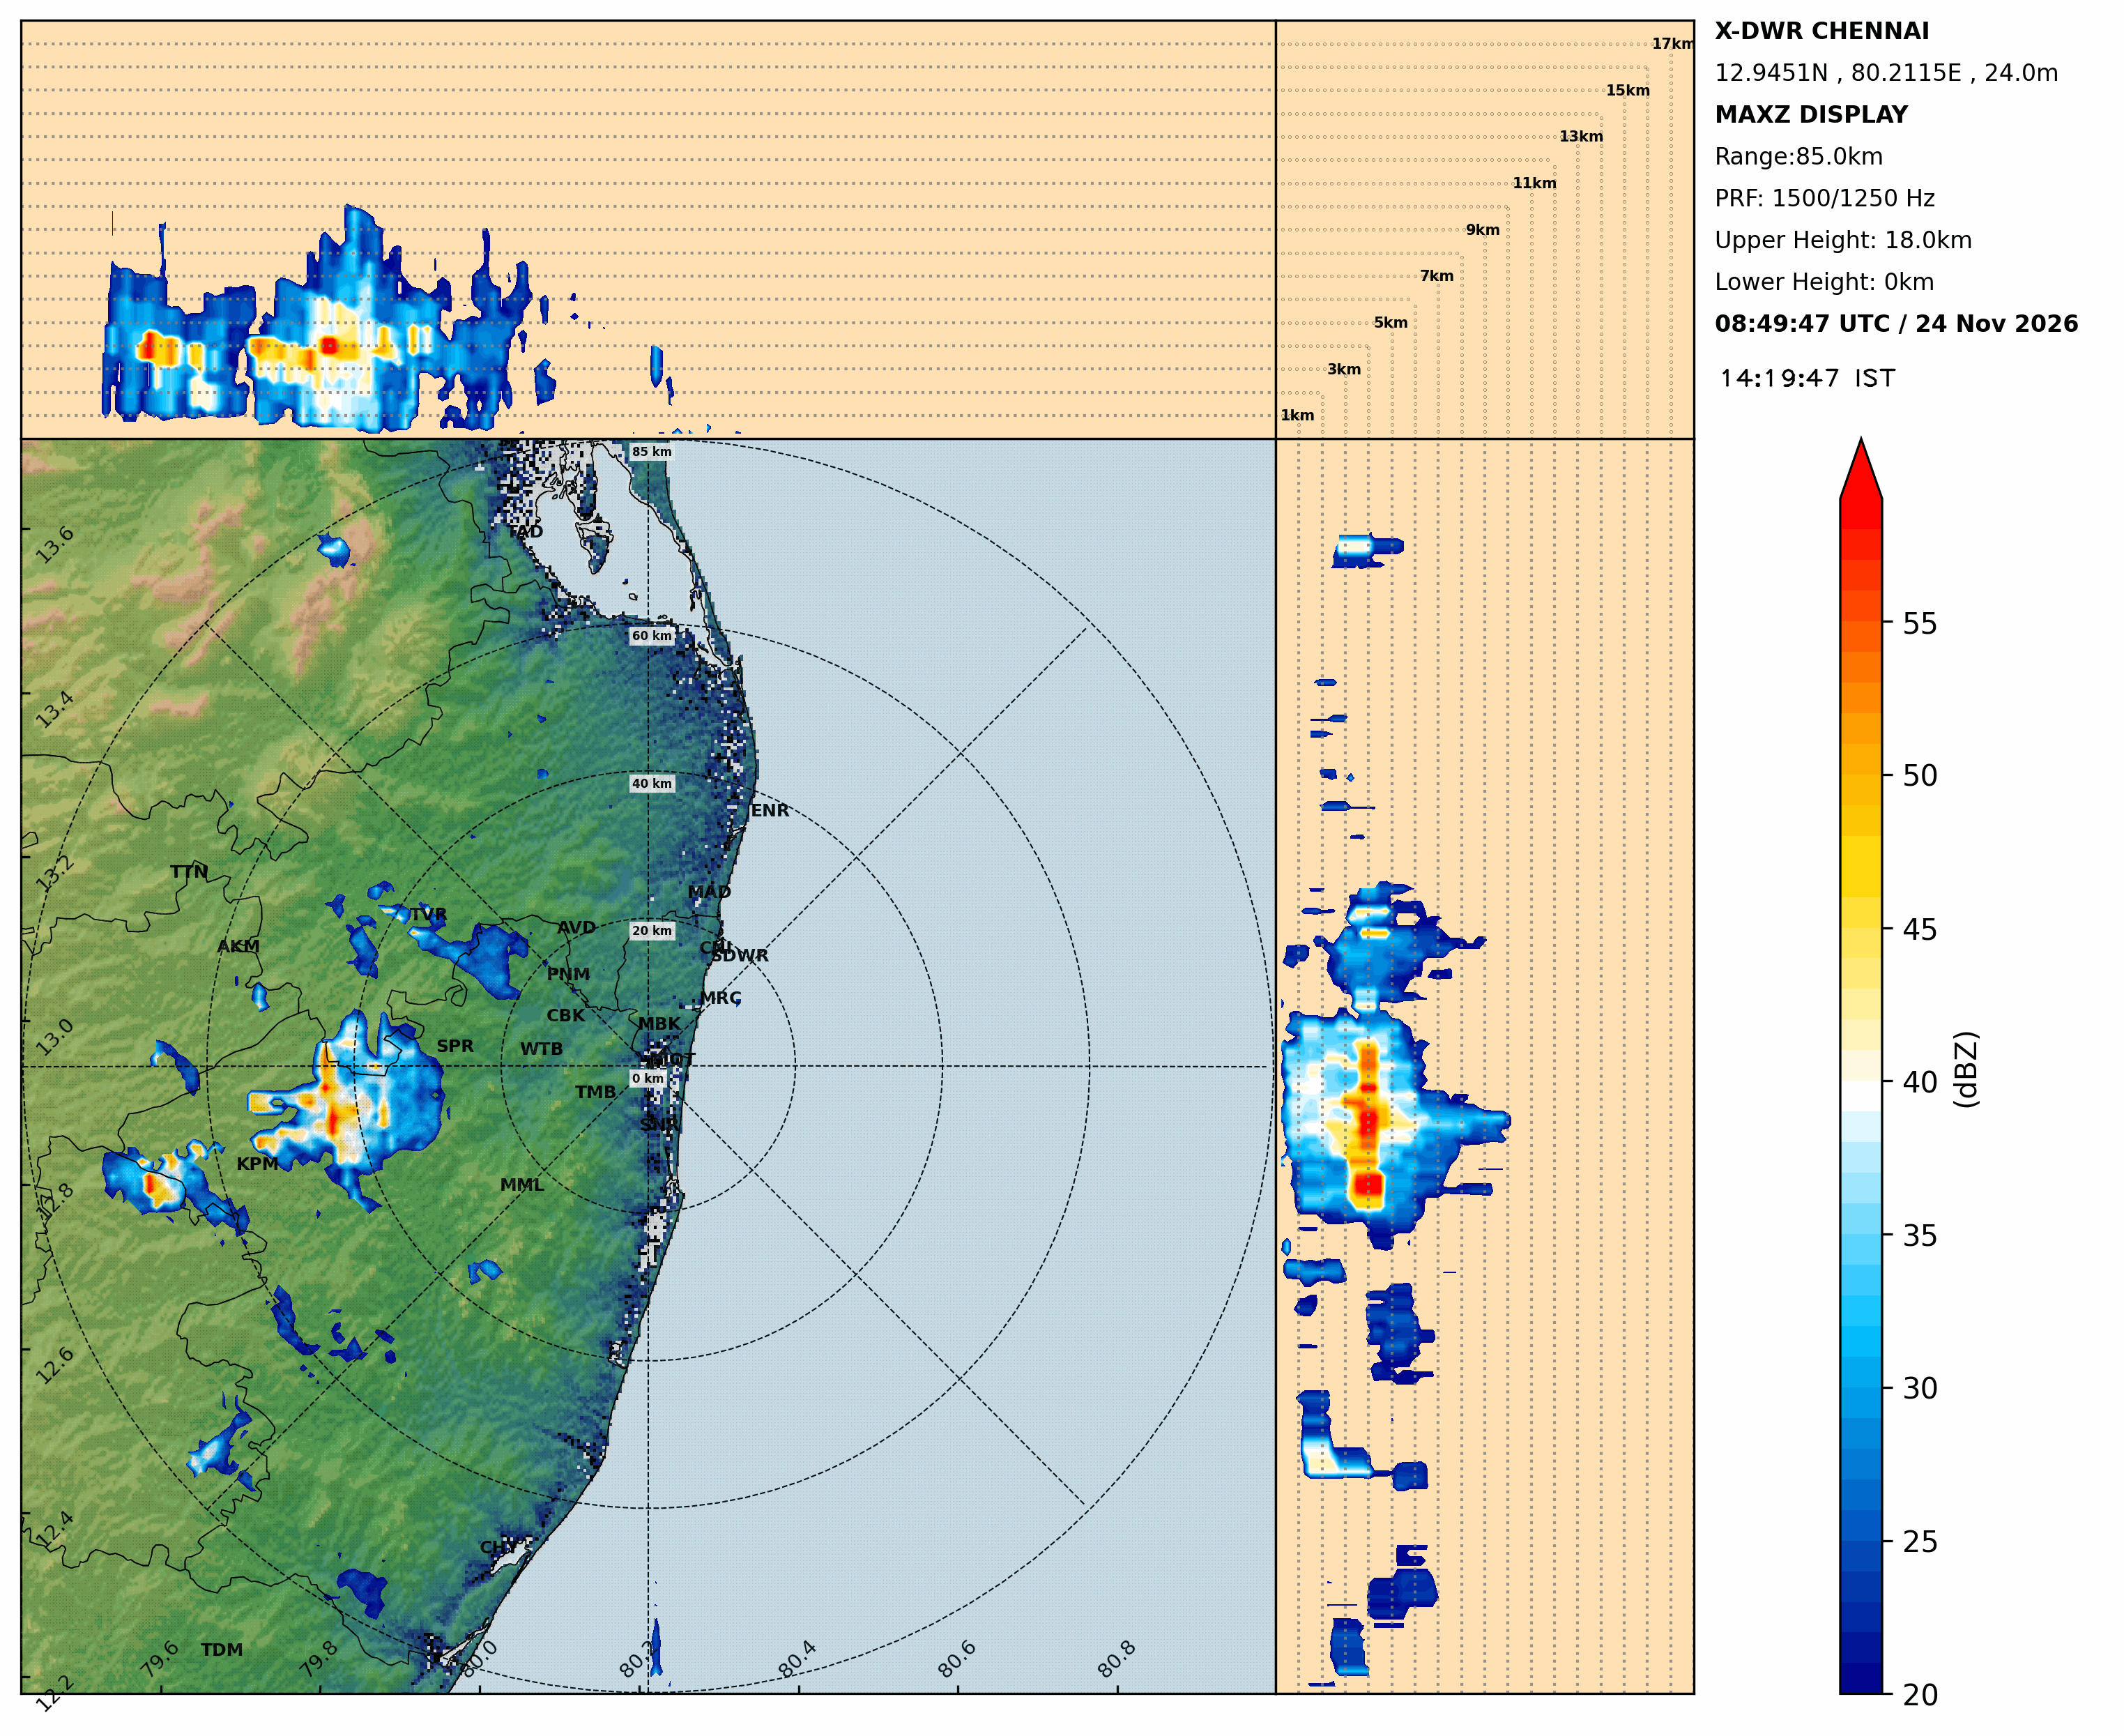 X-DWR CHENNAI
12.9451N , 80.2115E , 24.0m
MAXZ DISPLAY
Range:85.0km
PRF: 1500/1250 Hz
Upper Height: 18.0km
Lower Height: 0km
08:49:47 UTC / 24 Nov 2026
14:19:47 IST
17km
15km
13km
11km
9km
7km
5km
3km
1km
85 km
TAD
13.6
60 km
13.4
40 km
ENR
13.2
TTN
MAD
TVR
AVD
20 km
AKM
SDWR
PNM
MRC
CBK
MBK
13.0
SPR
WTB
0 km
TMB
SNR
KPM
MML
12.8
12.6
12.4
CHY
TDM
12.2
79.6
79.8
80.0
80.2
80.4
80.6
80.8
55
50
45
40
35
30
25
20
(dBZ)